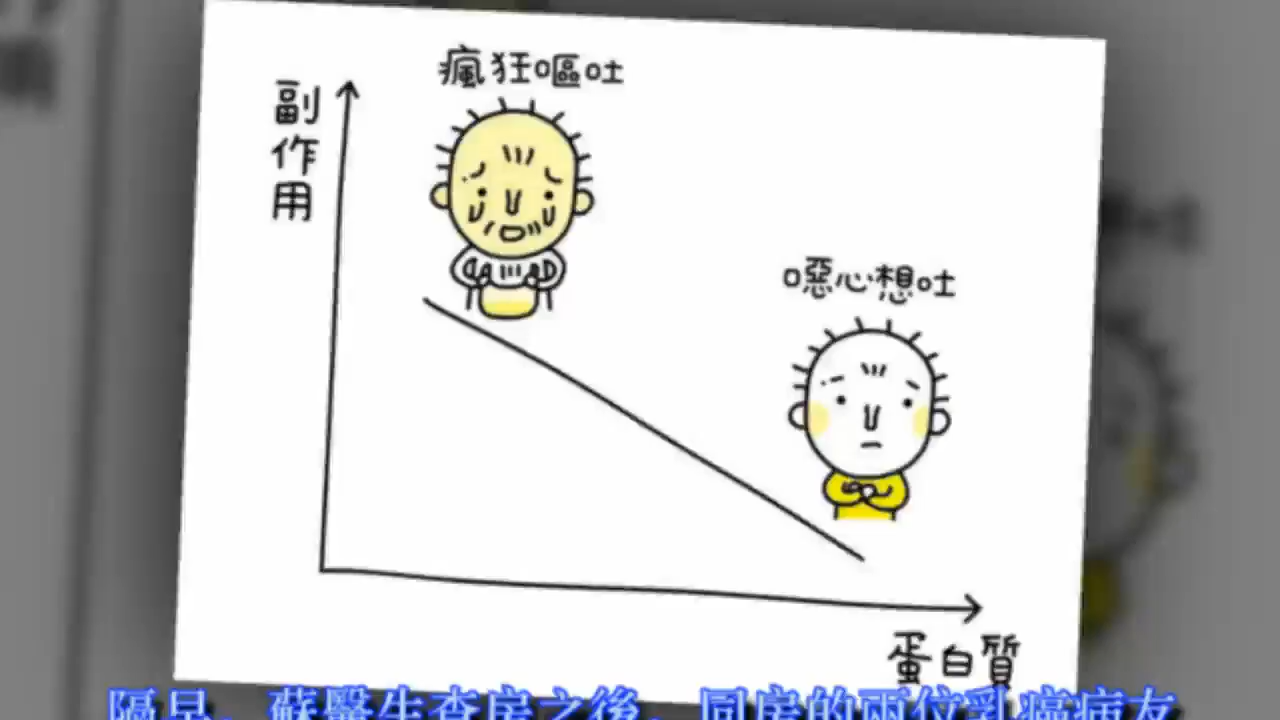 瘋狂嘔吐
副作用
噁心想吐
蛋白質
隔早，蘇醫生查房之後，同房的兩位乳癌病友